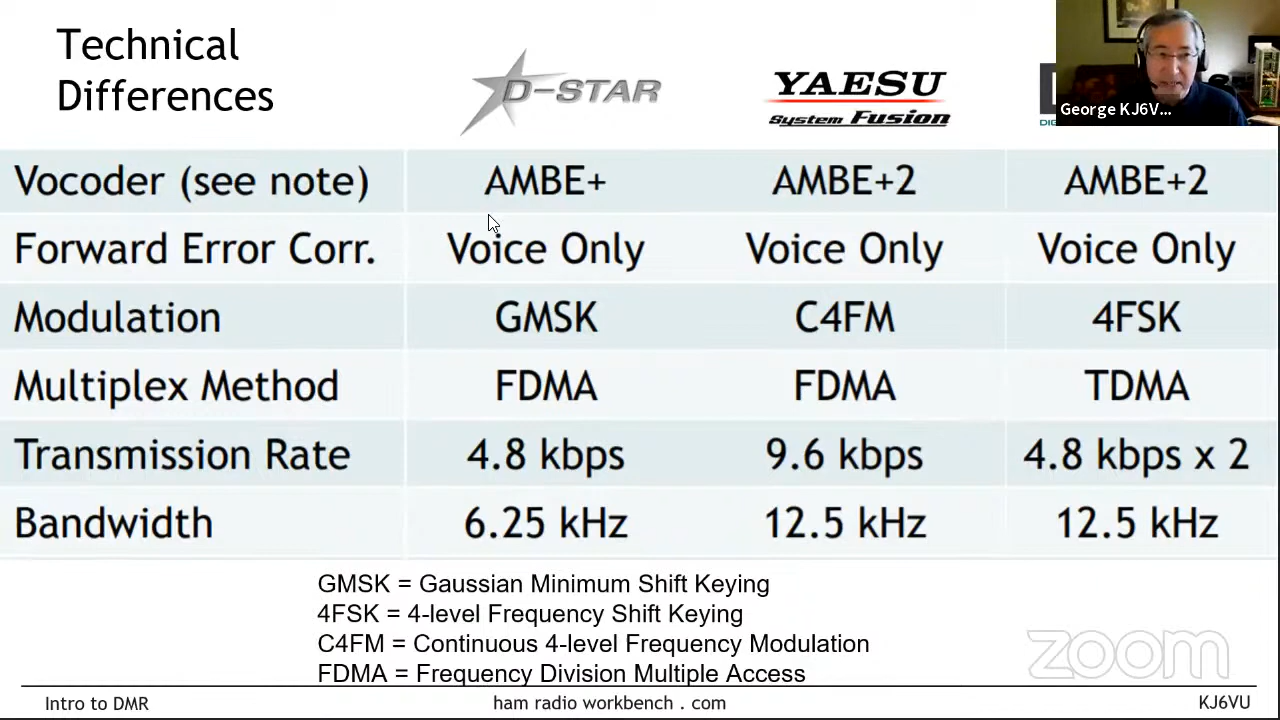 Technical
Differences
D-STAR
YAESU
System Fusion
George KJ6V...
Vocoder (see note) AMBE+ AMBE+2 AMBE+2
Forward Error Corr. Voice Only Voice Only Voice Only
Modulation GMSK C4FM 4FSK
Multiplex Method FDMA FDMA TDMA
Transmission Rate 4.8 kbps 9.6 kbps 4.8 kbps x 2
Bandwidth 6.25 kHz 12.5 kHz 12.5 kHz
GMSK = Gaussian Minimum Shift Keying
4FSK = 4-level Frequency Shift Keying
C4FM = Continuous 4-level Frequency Modulation
FDMA = Frequency Division Multiple Access
zoom
Intro to DMR ham radio workbench . com KJ6VU